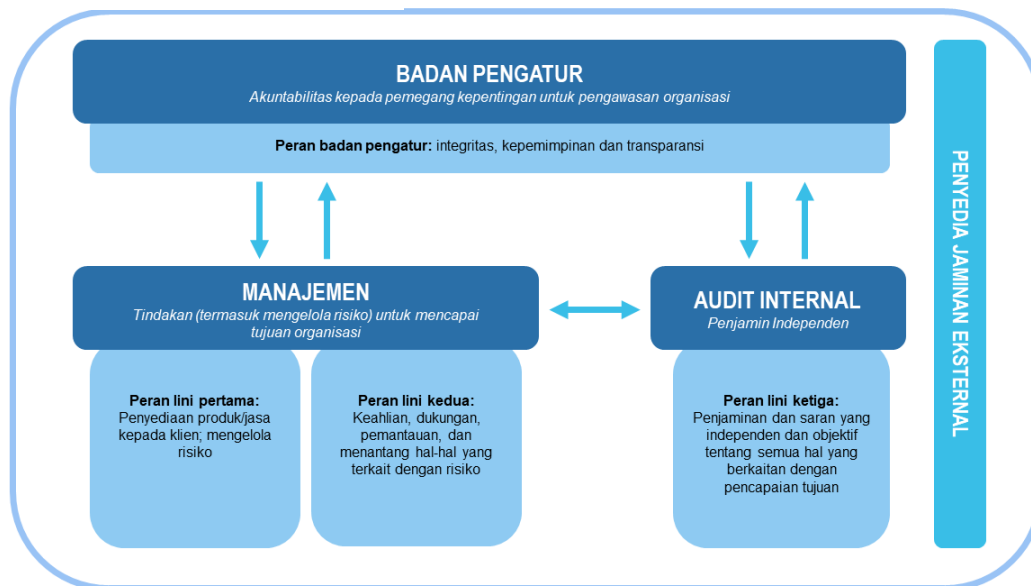 BADAN PENGATUR
Akuntabilitas kepada pemegang kepentingan untuk pengawasan organisasi
Peran badan pengatur: integritas, kepemimpinan dan transparansi
MANAJEMEN
Tindakan (termasuk mengelola risiko) untuk mencapai
tujuan organisasi
AUDIT INTERNAL
Penjamin Independen
Peran lini pertama:
Penyediaan produk/jasa
kepada klien; mengelola
risiko
Peran lini kedua:
Keahlian, dukungan,
pemantauan, dan
menantang hal-hal yang
terkait dengan risiko
Peran lini ketiga:
Penjaminan dan saran yang
independen dan objektif
tentang semua hal yang
berkaitan dengan
pencapaian tujuan
PENYEDIA JAMINAN EKSTERNAL